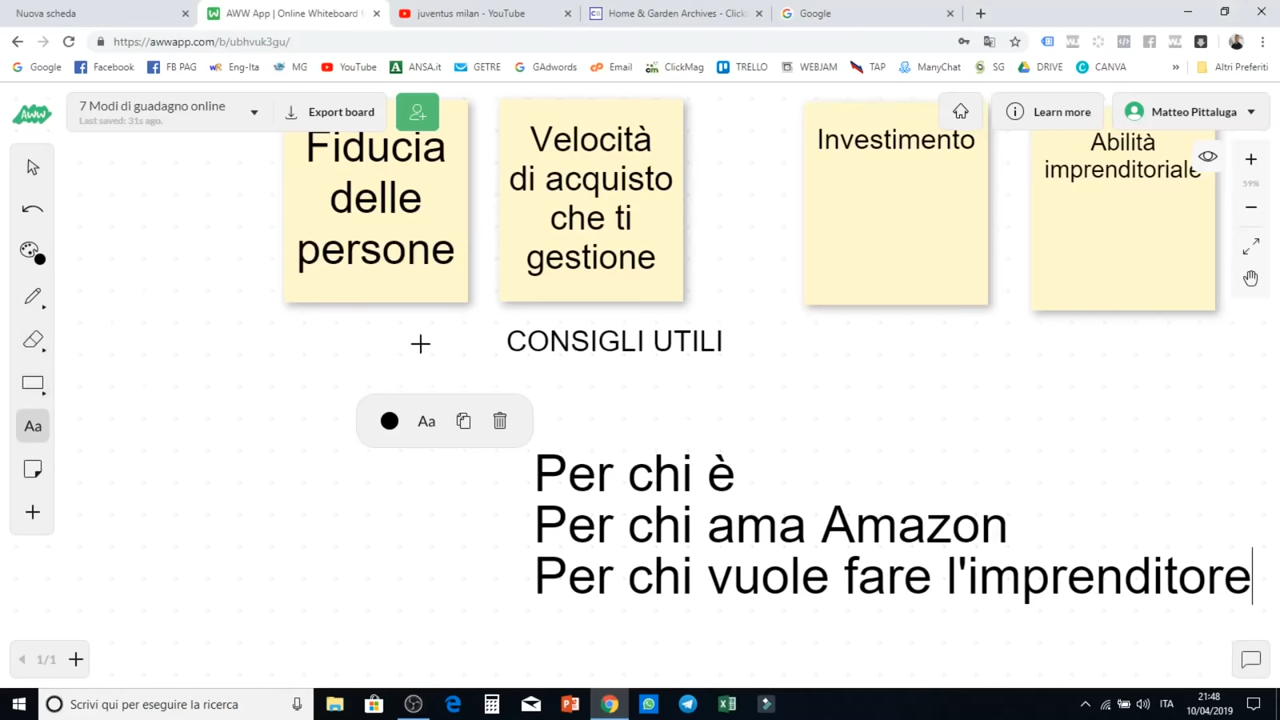 Nuova scheda
AWW App | Online Whiteboard
juventus milan - YouTube
Home & Garden Archives - Click
Google
https://awwapp.com/b/ubhvuk3gu/
Google Facebook FB PAG Eng-Ita MG YouTube ANSA.it GETRE GAdwords Email ClickMag TRELLO WEBJAM TAP ManyChat SG DRIVE CANVA » Altri Preferiti
AWW
7 Modi di guadagno online
Last saved: 31s ago.
Export board
Learn more
Matteo Pittaluga
Fiducia
delle
persone
Velocità
di acquisto
che ti
gestione
Investimento
Abilità
imprenditoriale
59%
CONSIGLI UTILI
Aa
Aa
Per chi è
Per chi ama Amazon
Per chi vuole fare l'imprenditore
1/1
Scrivi qui per eseguire la ricerca
ITA
21:48
10/04/2019